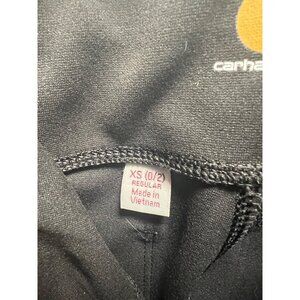 carha
XS (0/2)
REGULAR
Made in
Vietnam